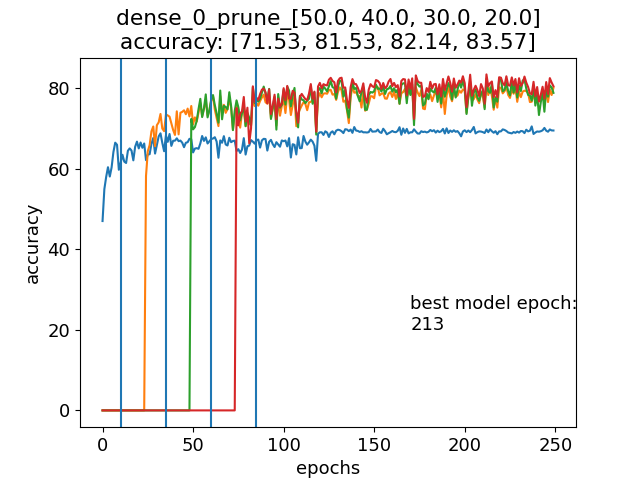 dense_0_prune_[50.0, 40.0, 30.0, 20.0]
accuracy: [71.53, 81.53, 82.14, 83.57]
80
60
40
20
0
accuracy
best model epoch:
213
0 50 100 150 200 250
epochs